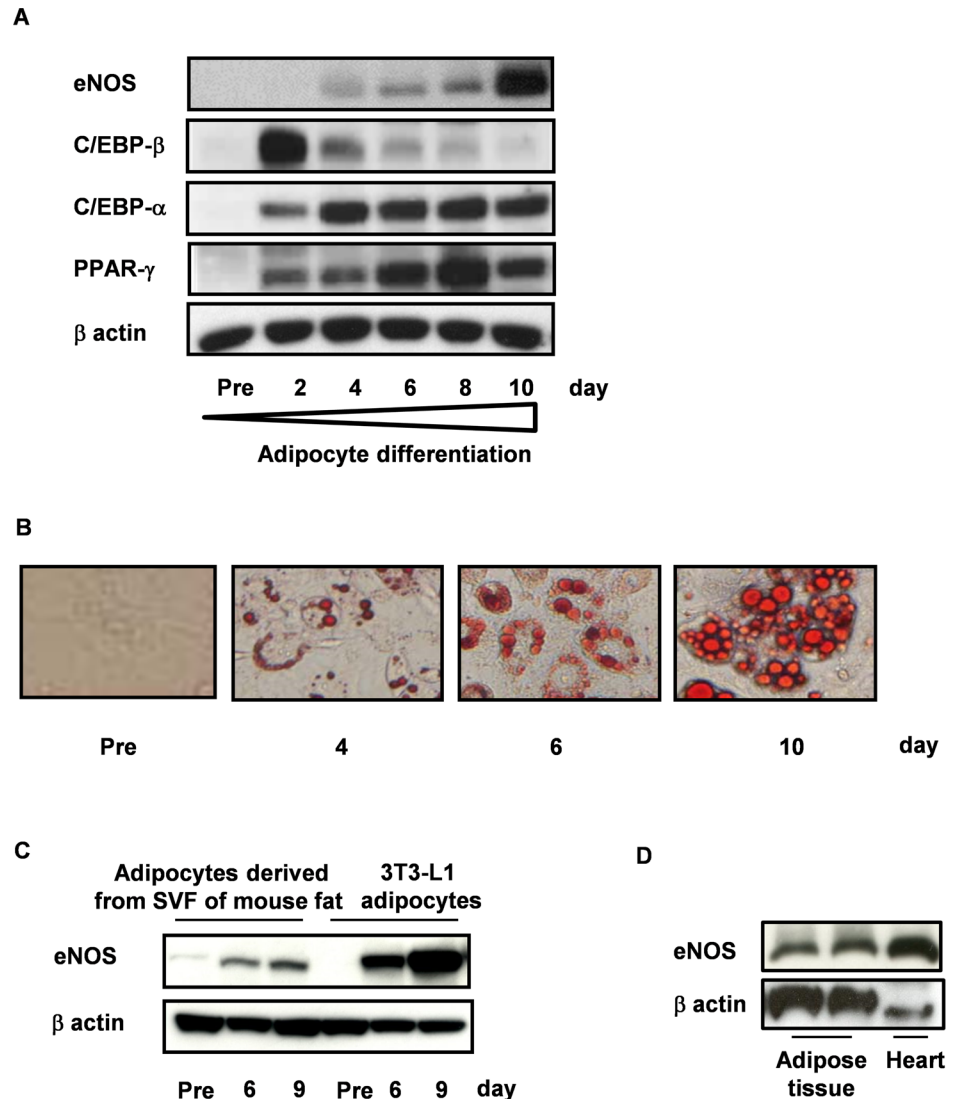 A
eNOS
C/EBP-β
C/EBP-α
PPAR-γ
β actin
Pre 2 4 6 8 10 day
Adipocyte differentiation
B
Pre 4 6 10 day
C
Adipocytes derived
from SVF of mouse fat
3T3-L1
adipocytes
eNOS
β actin
Pre 6 9 Pre 6 9 day
D
eNOS
β actin
Adipose
tissue
Heart